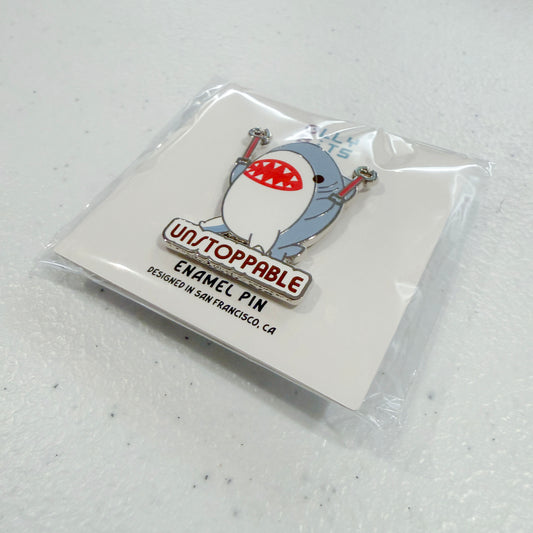 UNSTOPPABLE
ENAMEL PIN
DESIGNED IN SAN FRANCISCO, CA